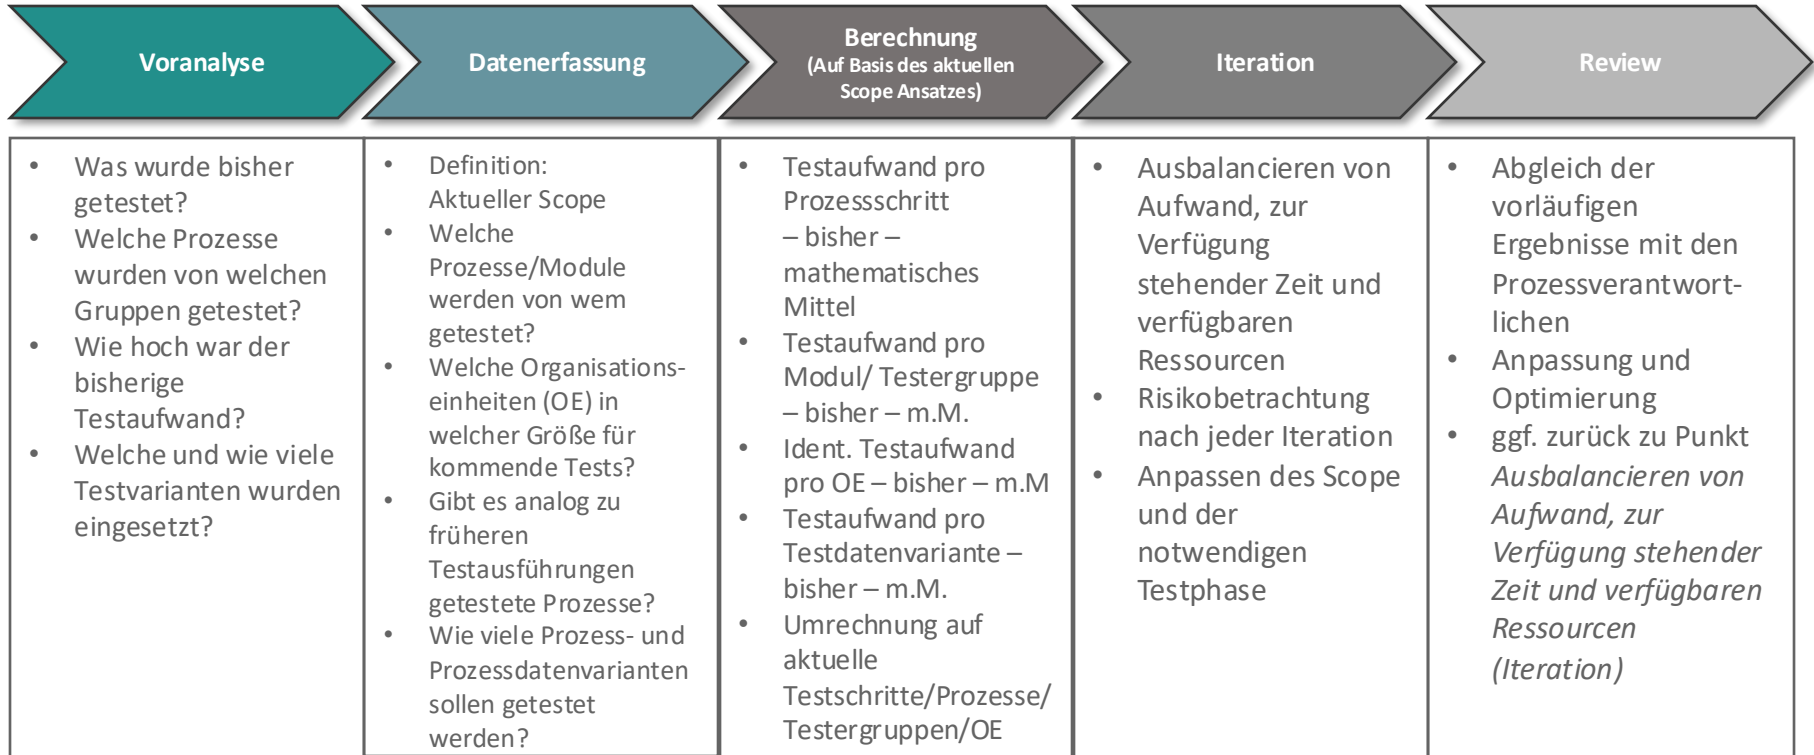 Voranalyse
Datenerfassung
Berechnung
(Auf Basis des aktuellen
Scope Ansatzes)
Iteration
Review
• Was wurde bisher
getestet?
• Welche Prozesse
wurden von welchen
Gruppen getestet?
• Wie hoch war der
bisherige
Testaufwand?
• Welche und wie viele
Testvarianten wurden
eingesetzt?
• Definition:
Aktueller Scope
• Welche
Prozesse/Module
werden von wem
getestet?
• Welche Organisations-
einheiten (OE) in
welcher Größe für
kommende Tests?
• Gibt es analog zu
früheren
Testausführungen
getestete Prozesse?
• Wie viele Prozess- und
Prozessdatenvarianten
sollen getestet
werden?
• Testaufwand pro
Prozessschritt
– bisher –
mathematisches
Mittel
• Testaufwand pro
Modul/ Testergruppe
– bisher – m.M.
• Ident. Testaufwand
pro OE – bisher – m.M
• Testaufwand pro
Testdatenvariante –
bisher – m.M.
• Umrechnung auf
aktuelle
Testschritte/Prozesse/
Testergruppen/OE
• Ausbalancieren von
Aufwand, zur
Verfügung
stehender Zeit und
verfügbaren
Ressourcen
• Risikobetrachtung
nach jeder Iteration
• Anpassen des Scope
und der
notwendigen
Testphase
• Abgleich der
vorläufigen
Ergebnisse mit den
Prozessverantwort-
lichen
• Anpassung und
Optimierung
• ggf. zurück zu Punkt
Ausbalancieren von
Aufwand, zur
Verfügung stehender
Zeit und verfügbaren
Ressourcen
(Iteration)